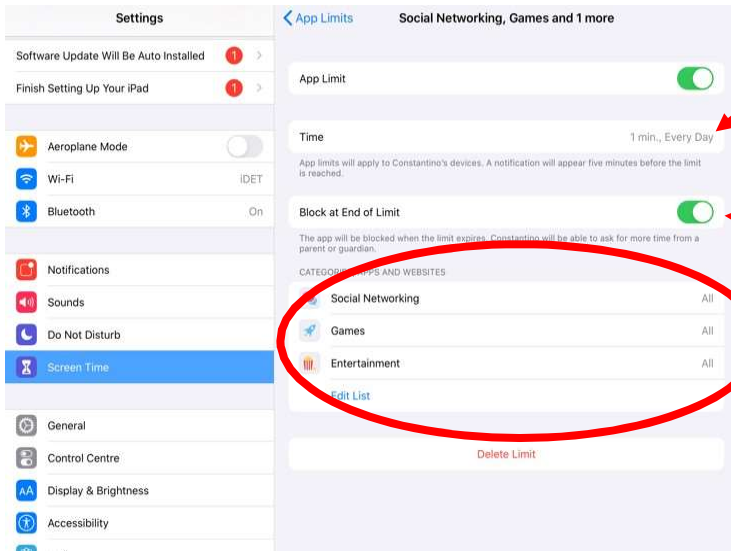 Settings
Software Update Will Be Auto Installed 1
Finish Setting Up Your iPad 1
Aeroplane Mode
Wi-Fi iDET
Bluetooth On
Notifications
Sounds
Do Not Disturb
Screen Time
General
Control Centre
AA Display & Brightness
Accessibility
App Limits Social Networking, Games and 1 more
App Limit
Time 1 min., Every Day
App limits will apply to Constantino's devices. A notification will appear five minutes before the limit
is reached.
Block at End of Limit
The app will be blocked when the limit expires. Constantino will be able to ask for more time from a
parent or guardian.
CATEGORIES, APPS AND WEBSITES
Social Networking All
Games All
Entertainment All
Edit List
Delete Limit